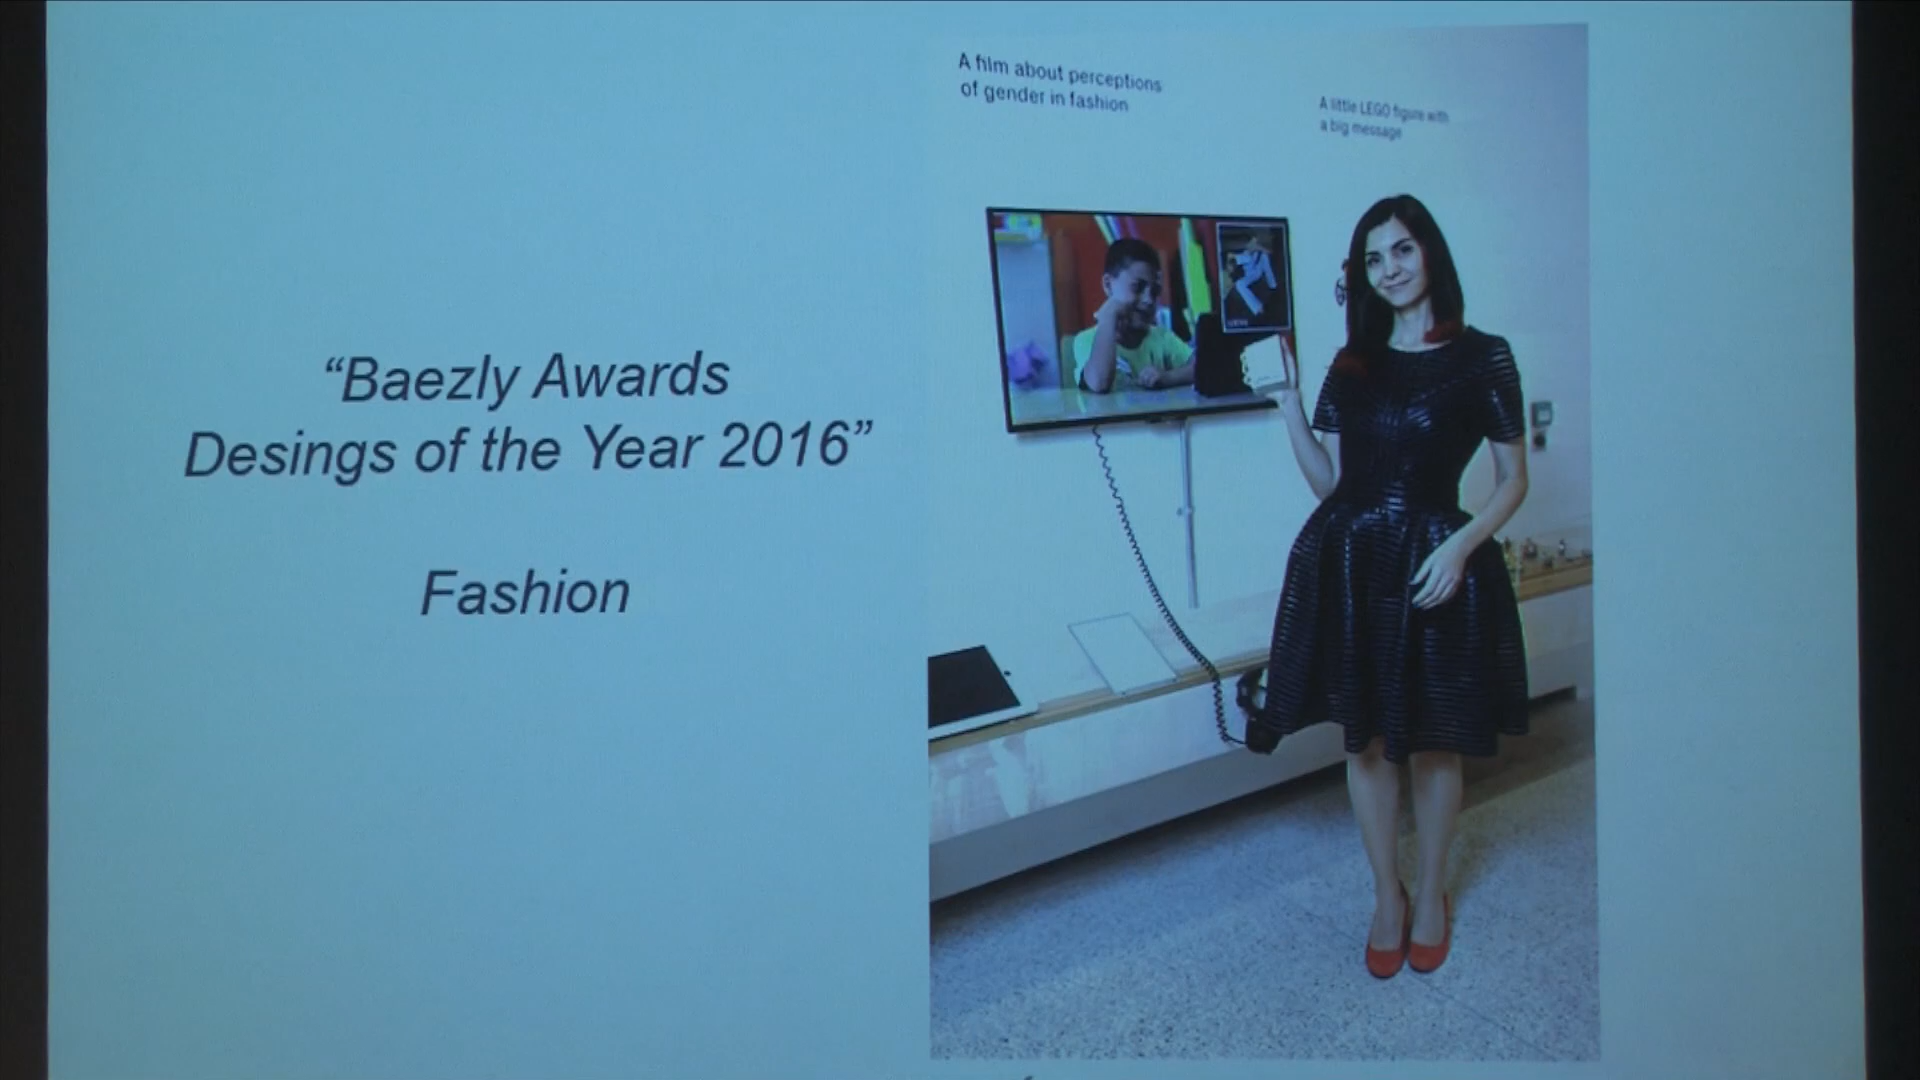 A film about perceptions
of gender in fashion
A little LEGO figure with
a big message
“Baezly Awards
Desings of the Year 2016”
Fashion